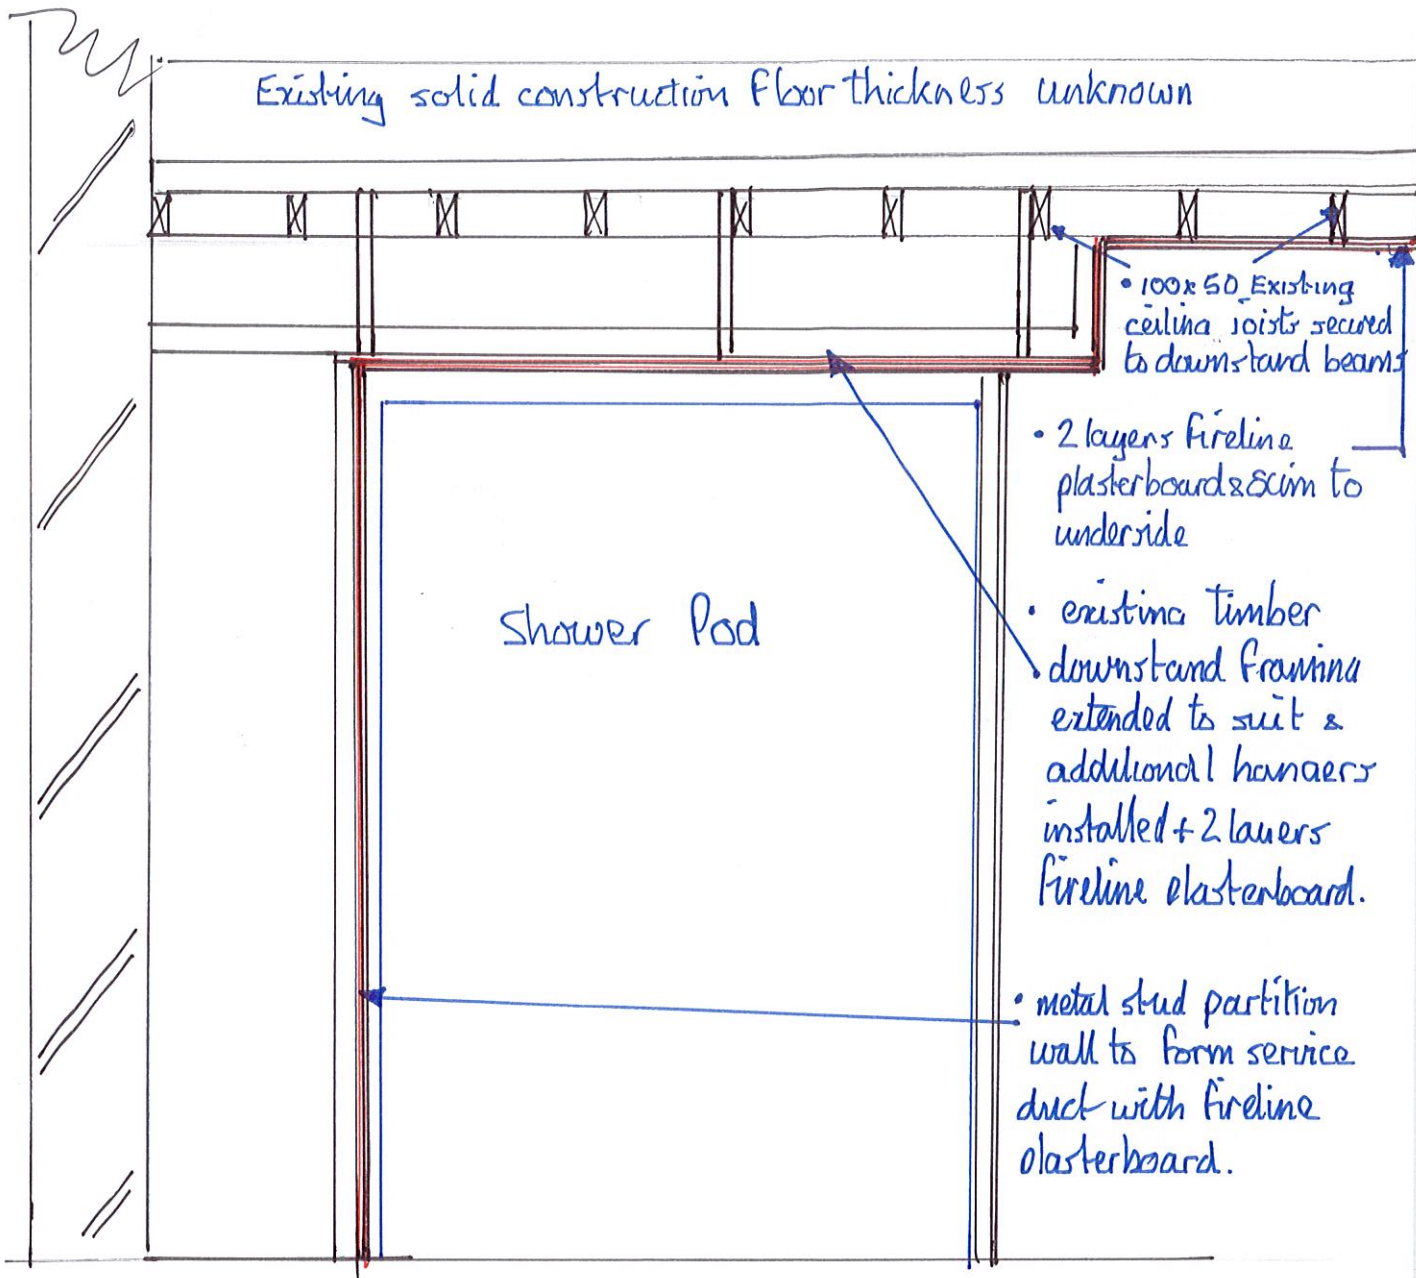 Existing solid construction floor thickness unknown
• 100x50 Existing
ceiling joists secured
to downstand beams
• 2 layers fireline
plasterboard & Scim to
underside
Shower Pod
• existing timber
downstand framing
extended to suit &
additional hangers
installed + 2 layers
fireline plasterboard.
• metal stud partition
wall to form service
duct with fireline
plasterboard.